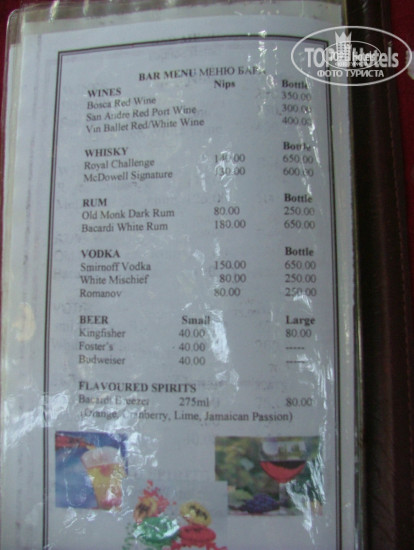 TOP Hotels
ФОТО ТУРИСТА
BAR MENU МЕНЮ БАРА
WINES Nips Bottle
Bosca Red Wine 350.00
San Andre Red Port Wine 300.00
Vin Ballet Red/White Wine 400.00
WHISKY Bottle
Royal Challenge 140.00 650.00
McDowell Signature 130.00 600.00
RUM Bottle
Old Monk Dark Rum 80.00 250.00
Bacardi White Rum 180.00 650.00
VODKA Bottle
Smirnoff Vodka 150.00 650.00
White Mischief 80.00 250.00
Romanov 80.00 250.00
BEER Small Large
Kingfisher 40.00 80.00
Foster's 40.00 -----
Budweiser 40.00 -----
FLAVOURED SPIRITS
Bacardi Breezer 275ml 80.00
(Orange, Cranberry, Lime, Jamaican Passion)